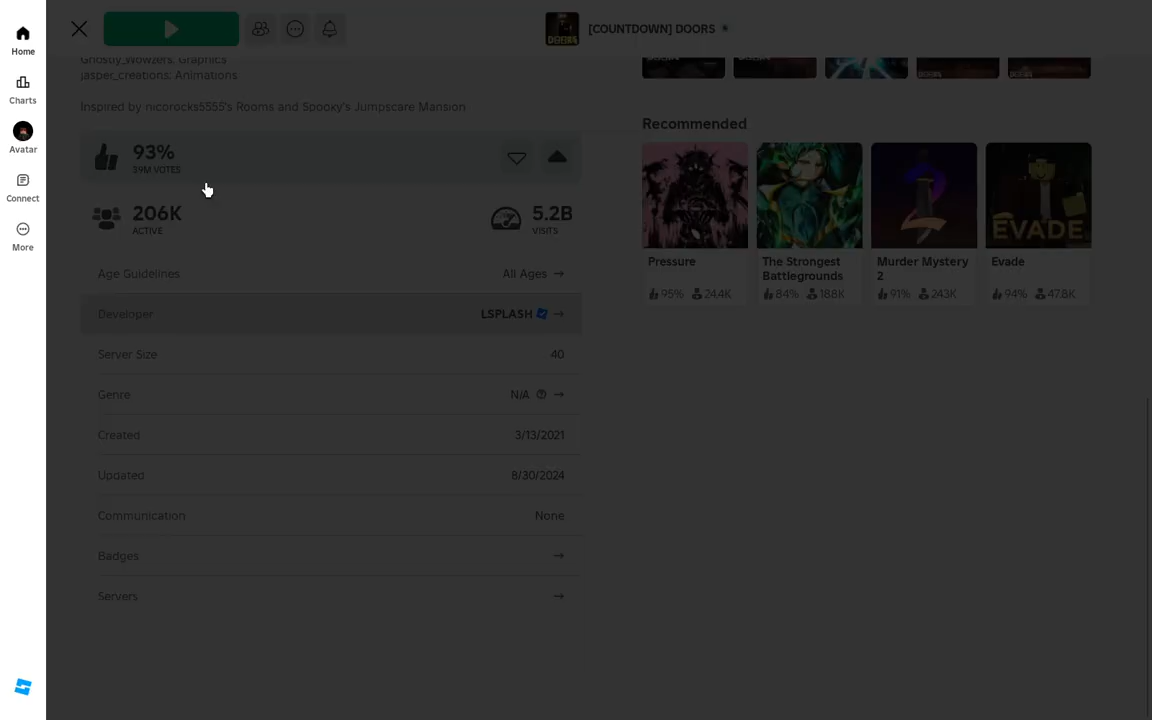 Home
Charts
Avatar
Connect
More
[COUNTDOWN] DOORS
Ghostly_Wowzers; Graphics
jasper_creations; Animations
Inspired by nicorocks5555's Rooms and Spooky's Jumpscare Mansion
93%
39M VOTES
206K
ACTIVE
5.2B
VISITS
Age Guidelines
All Ages →
Developer
LSPLASH →
Server Size
40
Genre
N/A →
Created
3/13/2021
Updated
8/30/2024
Communication
None
Badges
→
Servers
→
Recommended
EVADE
Pressure
95% 24.4K
The Strongest
Battlegrounds
84% 188K
Murder Mystery
2
91% 243K
Evade
94% 47.8K